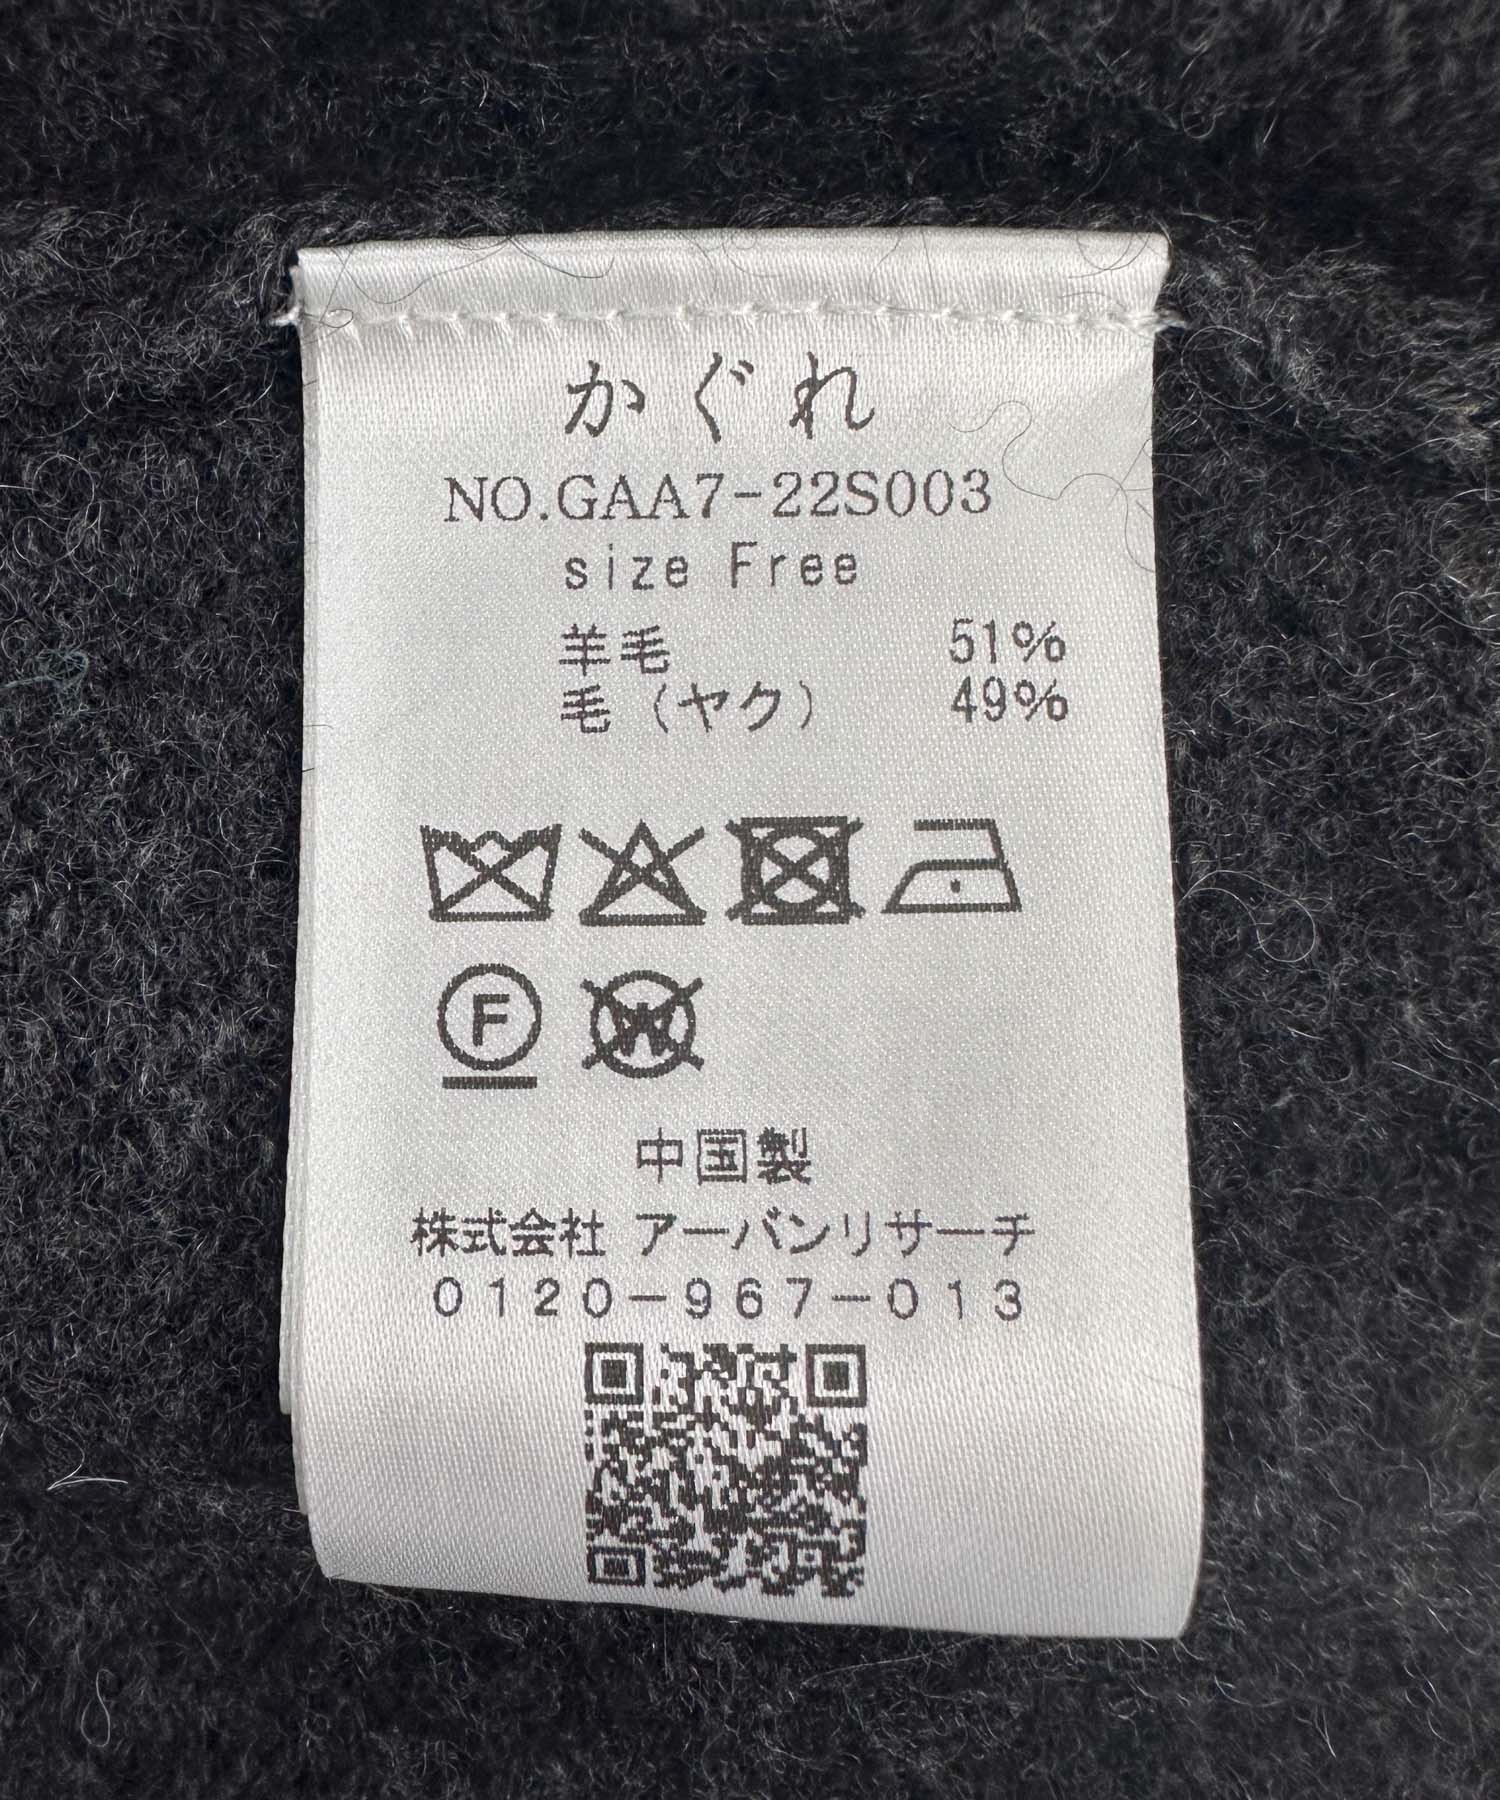 かぐれ
NO.GAA7-22S003
size Free
羊毛 51%
毛（ヤク） 49%
F W
中国製
株式会社 アーバンリサーチ
0120-967-013